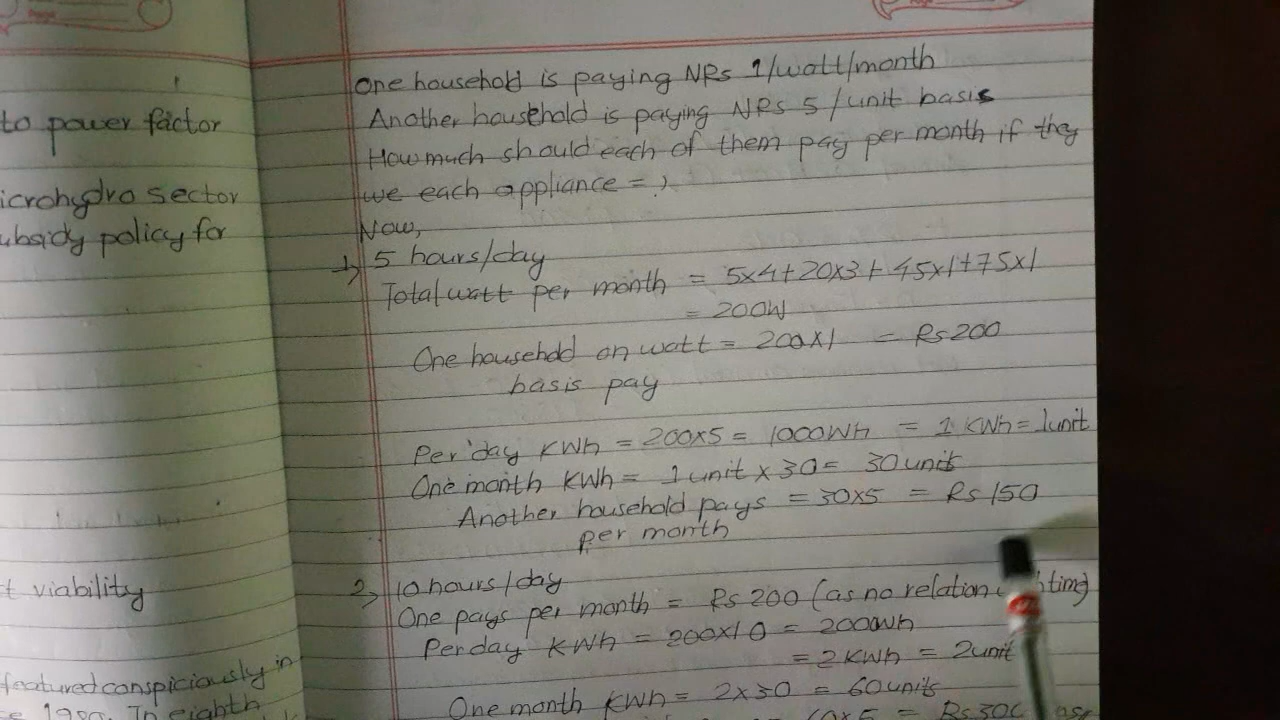 to power factor
icrohydro sector
ubsidy policy for
t viability
featured conspiciously in
In eighth
One household is paying NRs 1/watt/month
Another household is paying NRs 5/unit basis
How much should each of them pay per month if they
we each appliance = ?
Now,
1> 5 hours/day
Total watt per month = 5x4+20x3+45x1+75x1
= 200W
One household on watt = 200x1 = Rs 200
basis pay
Per day KWh = 200x5 = 1000Wh = 1 KWh = 1unit
One month KWh = 1 unit x 30 = 30 units
Another household pays = 30x5 = Rs 150
per month
2> 10 hours/day
One pays per month = Rs 200 (as no relation
Per day KWh = 200x10 = 2000Wh
= 2 KWh = 2unit
One month KWh = 2x30 = 60 units